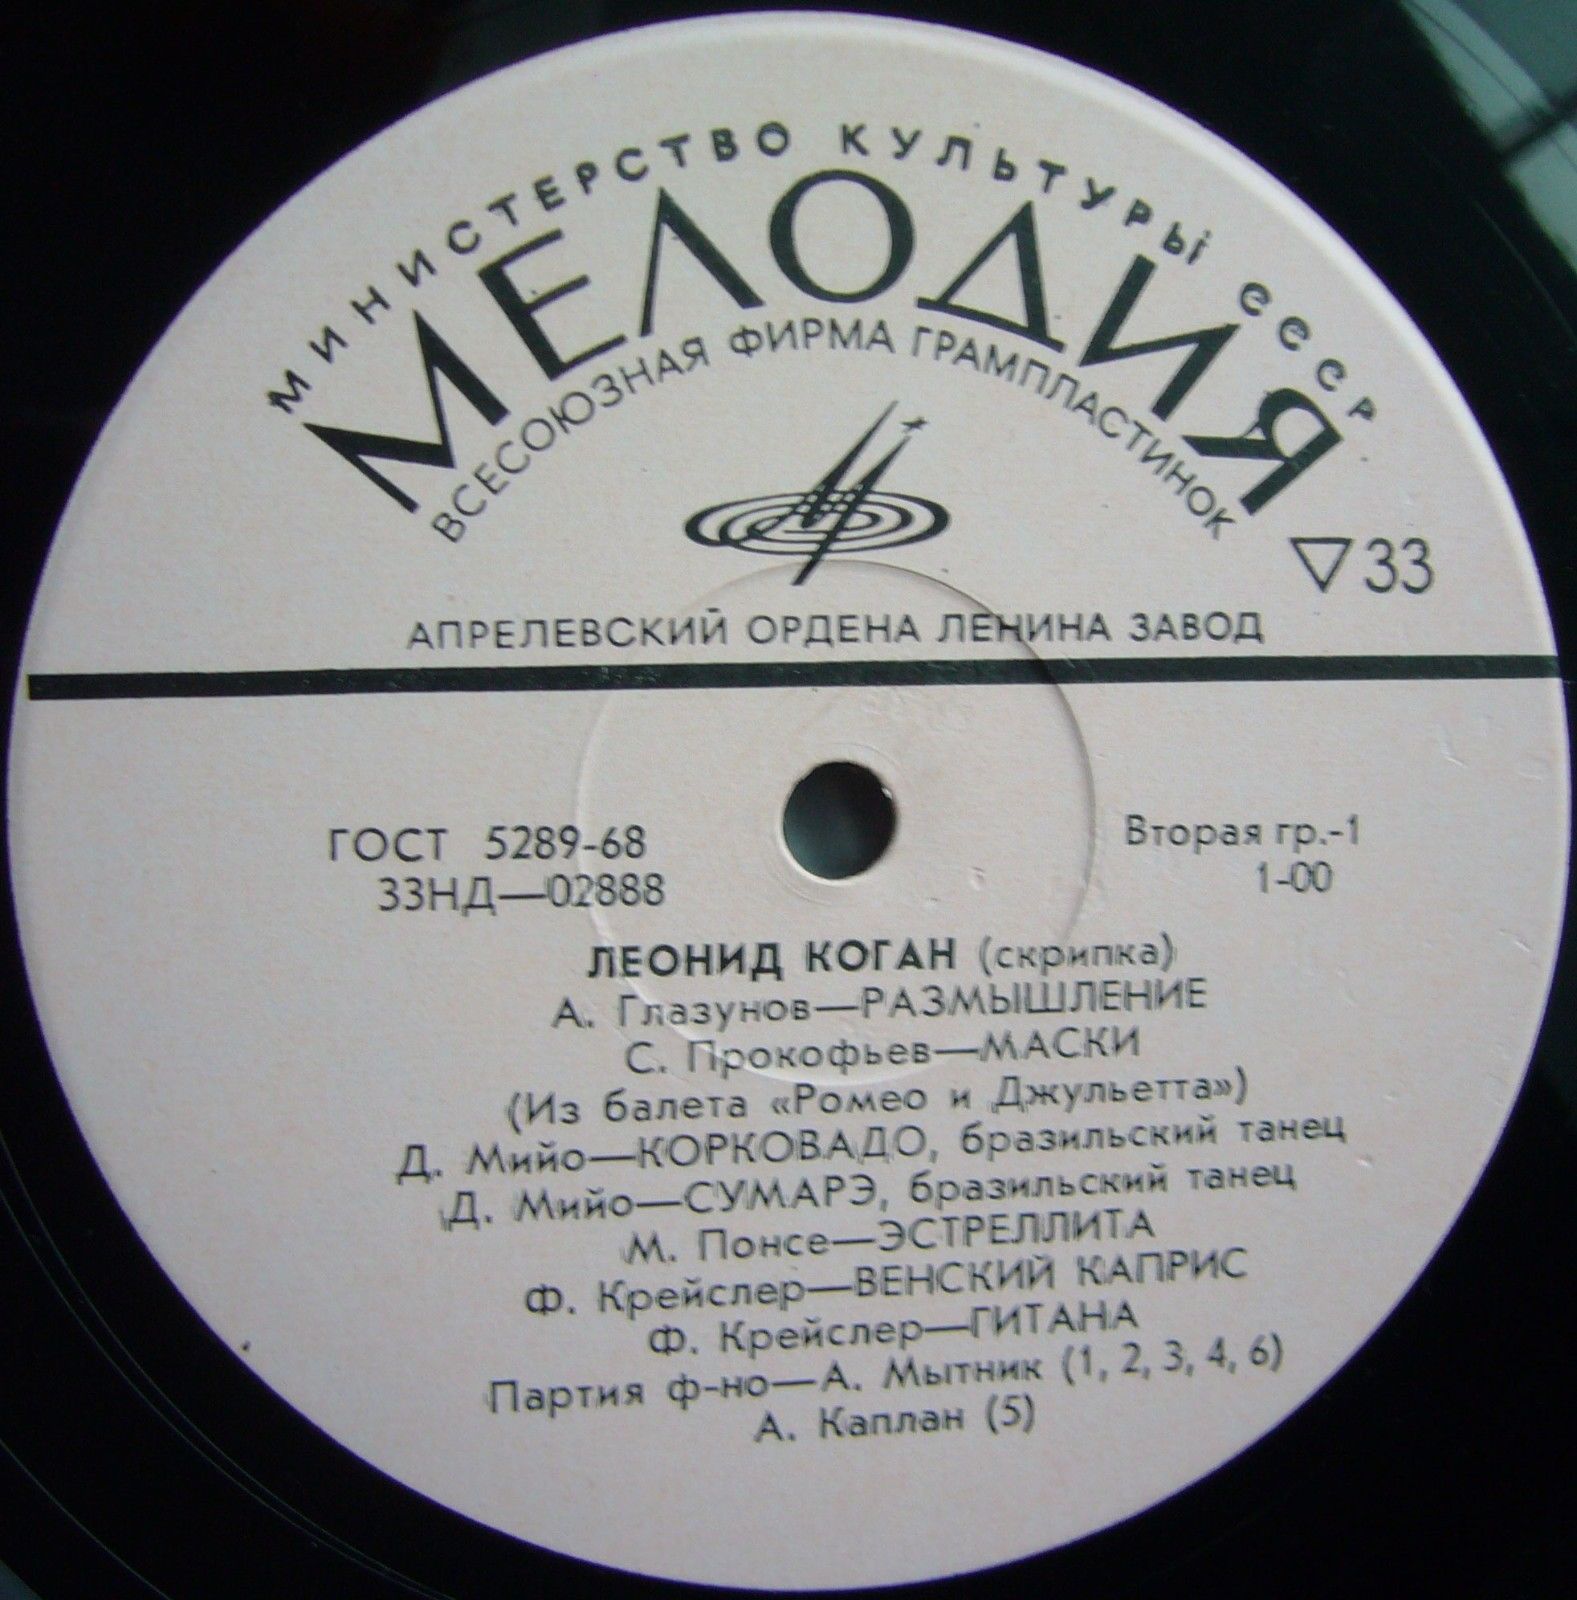 МИНИСТЕРСТВО КУЛЬТУРЫ СССР
МЕЛОДИЯ
ВСЕСОЮЗНАЯ ФИРМА ГРАМПЛАСТИНОК
33
АПРЕЛЕВСКИЙ ОРДЕНА ЛЕНИНА ЗАВОД
ГОСТ 5289-68
33НД—02888
Вторая гр.-1
1-00
ЛЕОНИД КОГАН (скрипка)
А. Глазунов—РАЗМЫШЛЕНИЕ
С. Прокофьев—МАСКИ
(Из балета «Ромео и Джульетта»)
Д. Мийо—КОРКОВАДО, бразильский танец
Д. Мийо—СУМАРЭ, бразильский танец
М. Понсе—ЭСТРЕЛЛИТА
Ф. Крейслер—ВЕНСКИЙ КАПРИС
Ф. Крейслер—ГИТАНА
Партия ф-но—А. Мытник (1, 2, 3, 4, 6)
А. Каплан (5)